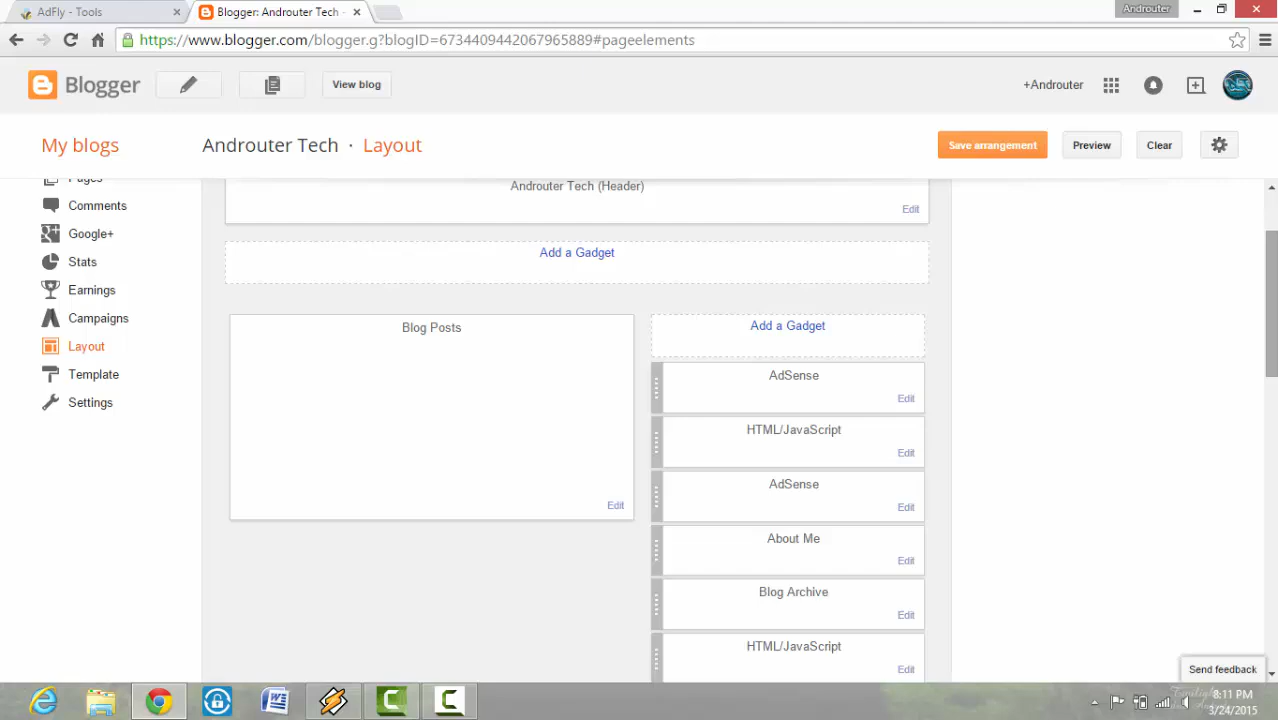 AdFly - Tools
Blogger: Androuter Tech -
Androuter
https://www.blogger.com/blogger.g?blogID=6734409442067965889#pageelements
Blogger
View blog
+Androuter
My blogs
Androuter Tech · Layout
Save arrangement
Preview
Clear
Pages
Comments
Google+
Stats
Earnings
Campaigns
Layout
Template
Settings
Androuter Tech (Header)
Edit
Add a Gadget
Blog Posts
Edit
Add a Gadget
AdSense
Edit
HTML/JavaScript
Edit
AdSense
Edit
About Me
Edit
Blog Archive
Edit
HTML/JavaScript
Edit
Send feedback
8:11 PM
3/24/2015